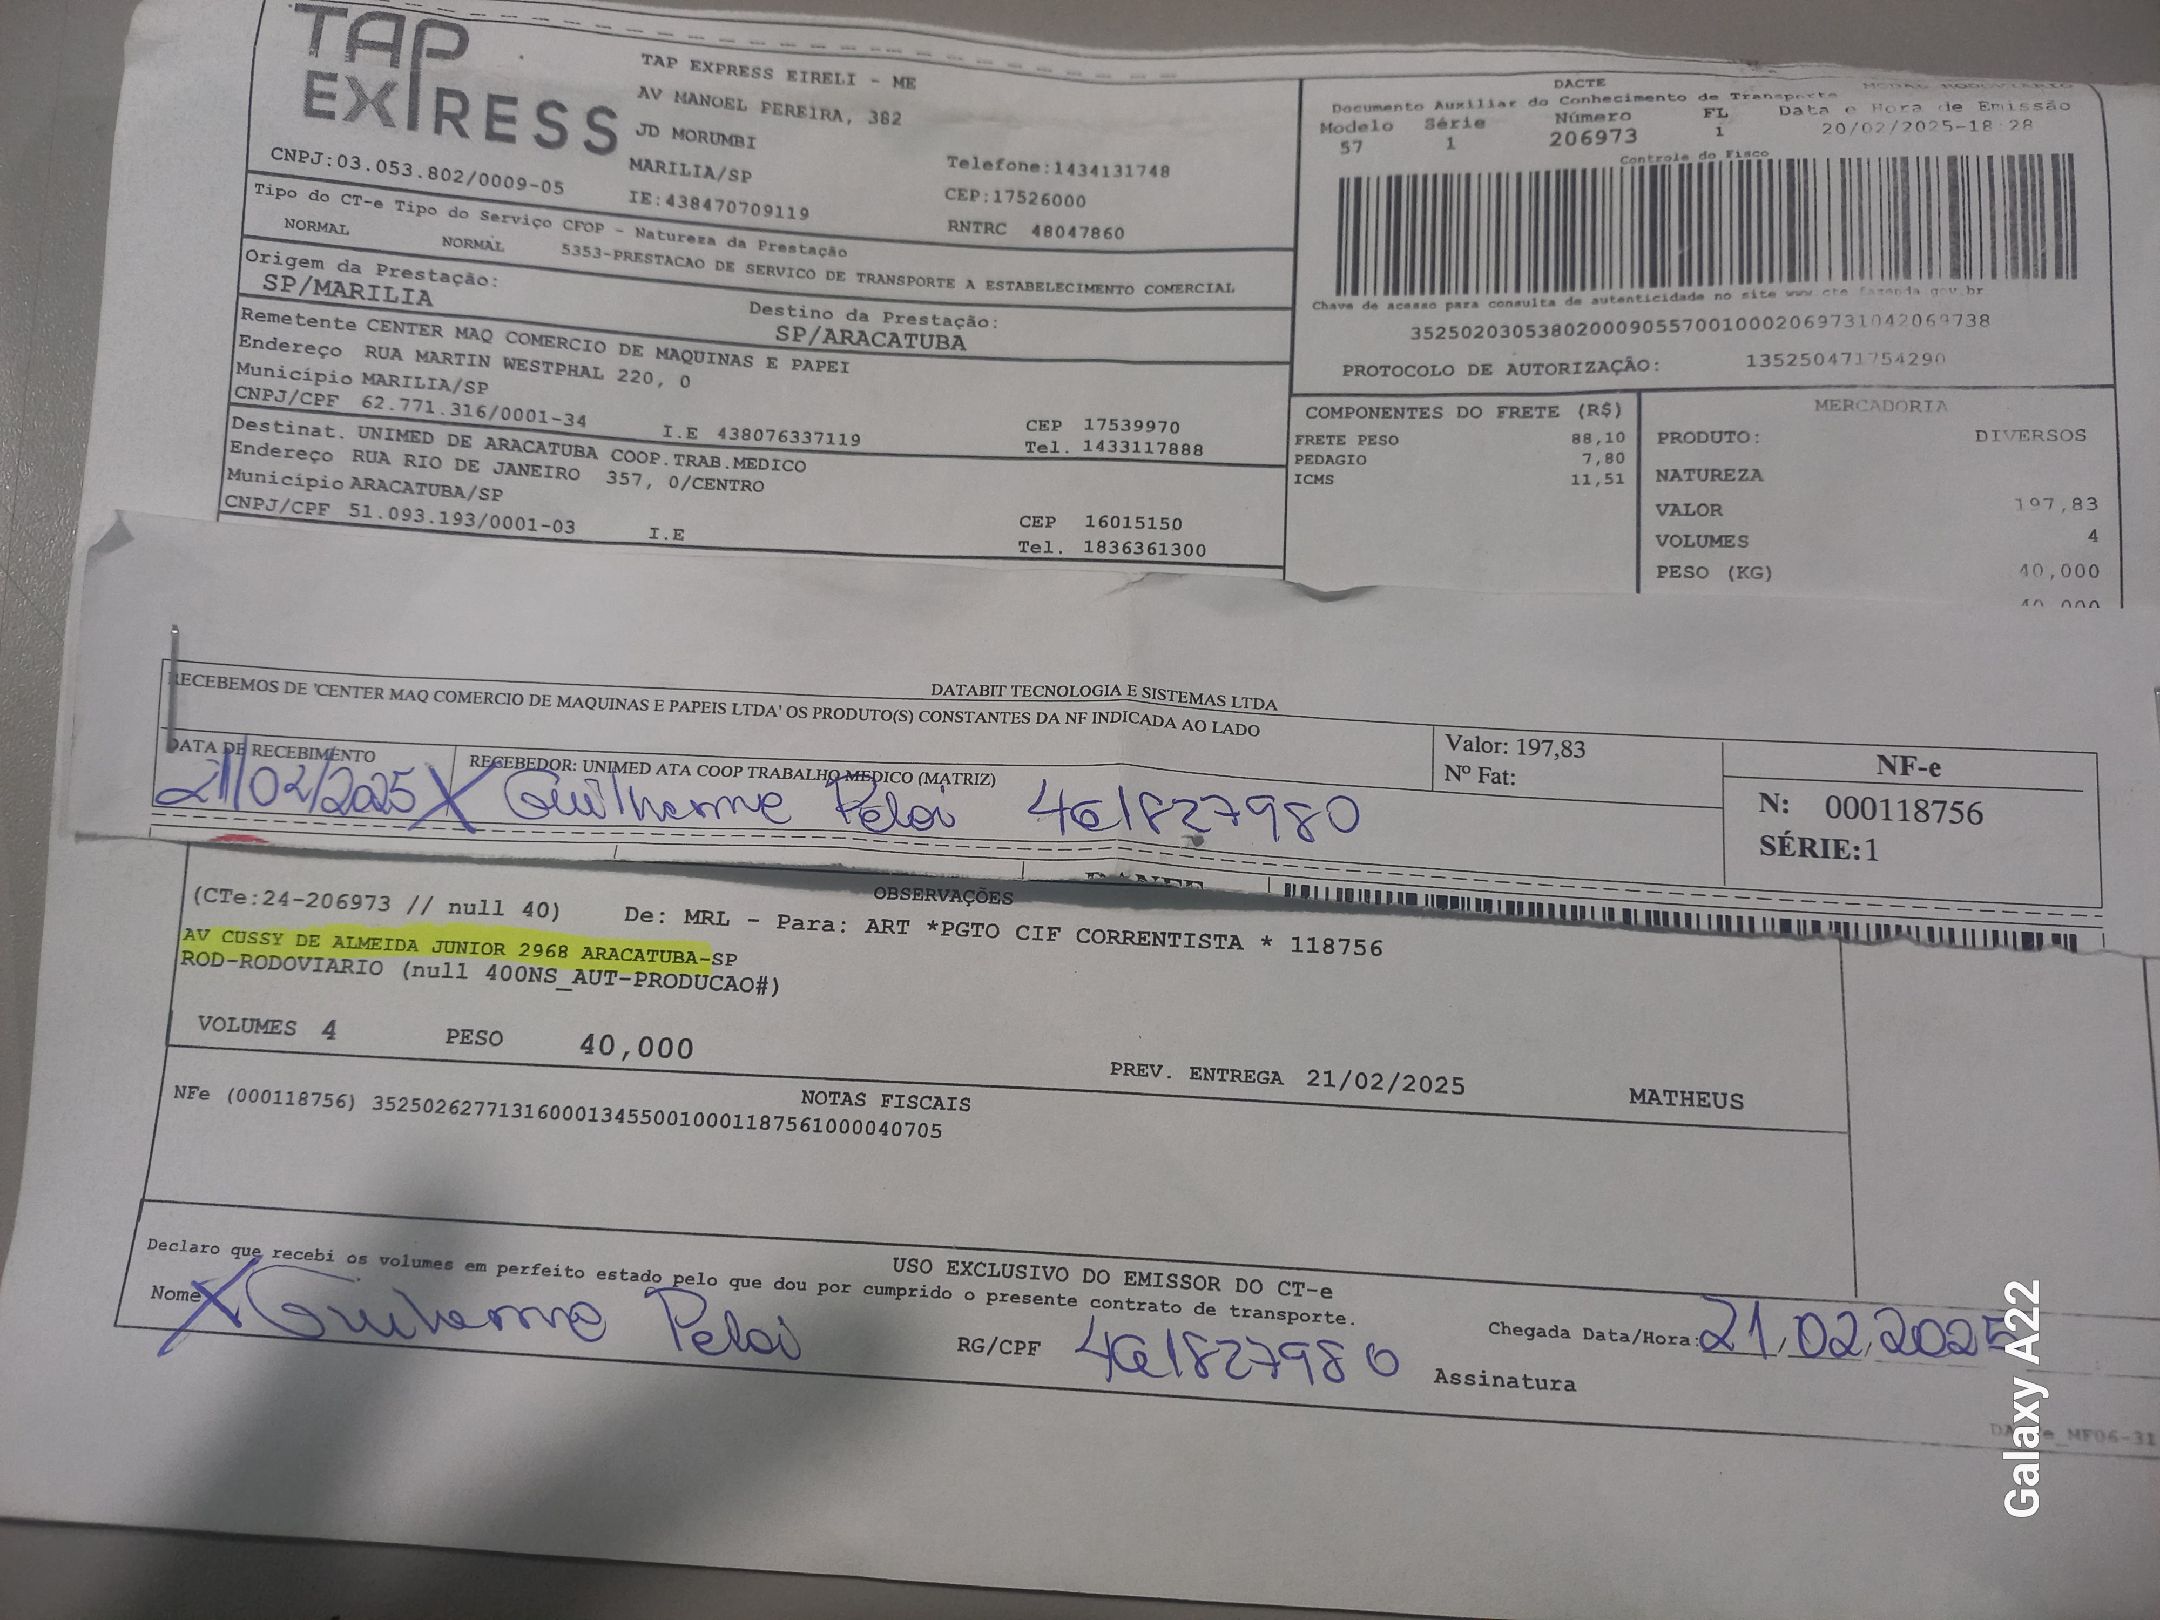 TAP
EXPRESS
TAP EXPRESS EIRELI - ME
AV MANOEL PEREIRA, 382
JD MORUMBI
MARILIA/SP
IE:438470709119
CNPJ:03.053.802/0009-05
Telefone:1434131748
CEP:17526000
RNTRC 48047860
DACTE
Documento Auxiliar do Conhecimento de Transporte
MODAL RODOVIARIO
Modelo Série Número FL Data e Hora de Emissão
57 1 206973 1 20/02/2025-18:28
Controle do Fisco
Chave de acesso para consulta de autenticidade no site www.cte.fazenda.gov.br
35250203053802000905570010002069731042069738
PROTOCOLO DE AUTORIZAÇÃO: 135250471754290
Tipo do CT-e Tipo do Serviço CFOP - Natureza da Prestação
NORMAL NORMAL 5353-PRESTACAO DE SERVICO DE TRANSPORTE A ESTABELECIMENTO COMERCIAL
Origem da Prestação:
SP/MARILIA
Destino da Prestação:
SP/ARACATUBA
Remetente CENTER MAQ COMERCIO DE MAQUINAS E PAPEI
Endereço RUA MARTIN WESTPHAL 220, 0
Município MARILIA/SP
CEP 17539970
CNPJ/CPF 62.771.316/0001-34 I.E 438076337119 Tel. 1433117888
Destinat. UNIMED DE ARACATUBA COOP.TRAB.MEDICO
Endereço RUA RIO DE JANEIRO 357, 0/CENTRO
Município ARACATUBA/SP
CEP 16015150
CNPJ/CPF 51.093.193/0001-03 I.E Tel. 1836361300
COMPONENTES DO FRETE (R$)
FRETE PESO 88,10
PEDAGIO 7,80
ICMS 11,51
MERCADORIA
PRODUTO: DIVERSOS
NATUREZA
VALOR 197,83
VOLUMES 4
PESO (KG) 40,000
40,000
DATABIT TECNOLOGIA E SISTEMAS LTDA
RECEBEMOS DE 'CENTER MAQ COMERCIO DE MAQUINAS E PAPEIS LTDA' OS PRODUTO(S) CONSTANTES DA NF INDICADA AO LADO
DATA DE RECEBIMENTO
21/02/2025
RECEBEDOR: UNIMED ATA COOP TRABALHO MEDICO (MATRIZ)
X Guilherme Peloi 461827980
Valor: 197,83
Nº Fat:
NF-e
N: 000118756
SÉRIE:1
DANFE
OBSERVAÇÕES
(CTe:24-206973 // null 40) De: MRL - Para: ART *PGTO CIF CORRENTISTA * 118756
AV CUSSY DE ALMEIDA JUNIOR 2968 ARACATUBA-SP
ROD-RODOVIARIO (null 400NS_AUT-PRODUCAO#)
VOLUMES 4 PESO 40,000
PREV. ENTREGA 21/02/2025 MATHEUS
NOTAS FISCAIS
NFe (000118756) 35250262771316000134550010001187561000040705
USO EXCLUSIVO DO EMISSOR DO CT-e
Declaro que recebi os volumes em perfeito estado pelo que dou por cumprido o presente contrato de transporte.
Nome X Guilherme Peloi RG/CPF 461827980 Assinatura
Chegada Data/Hora: 21/02/2025
Galaxy A22